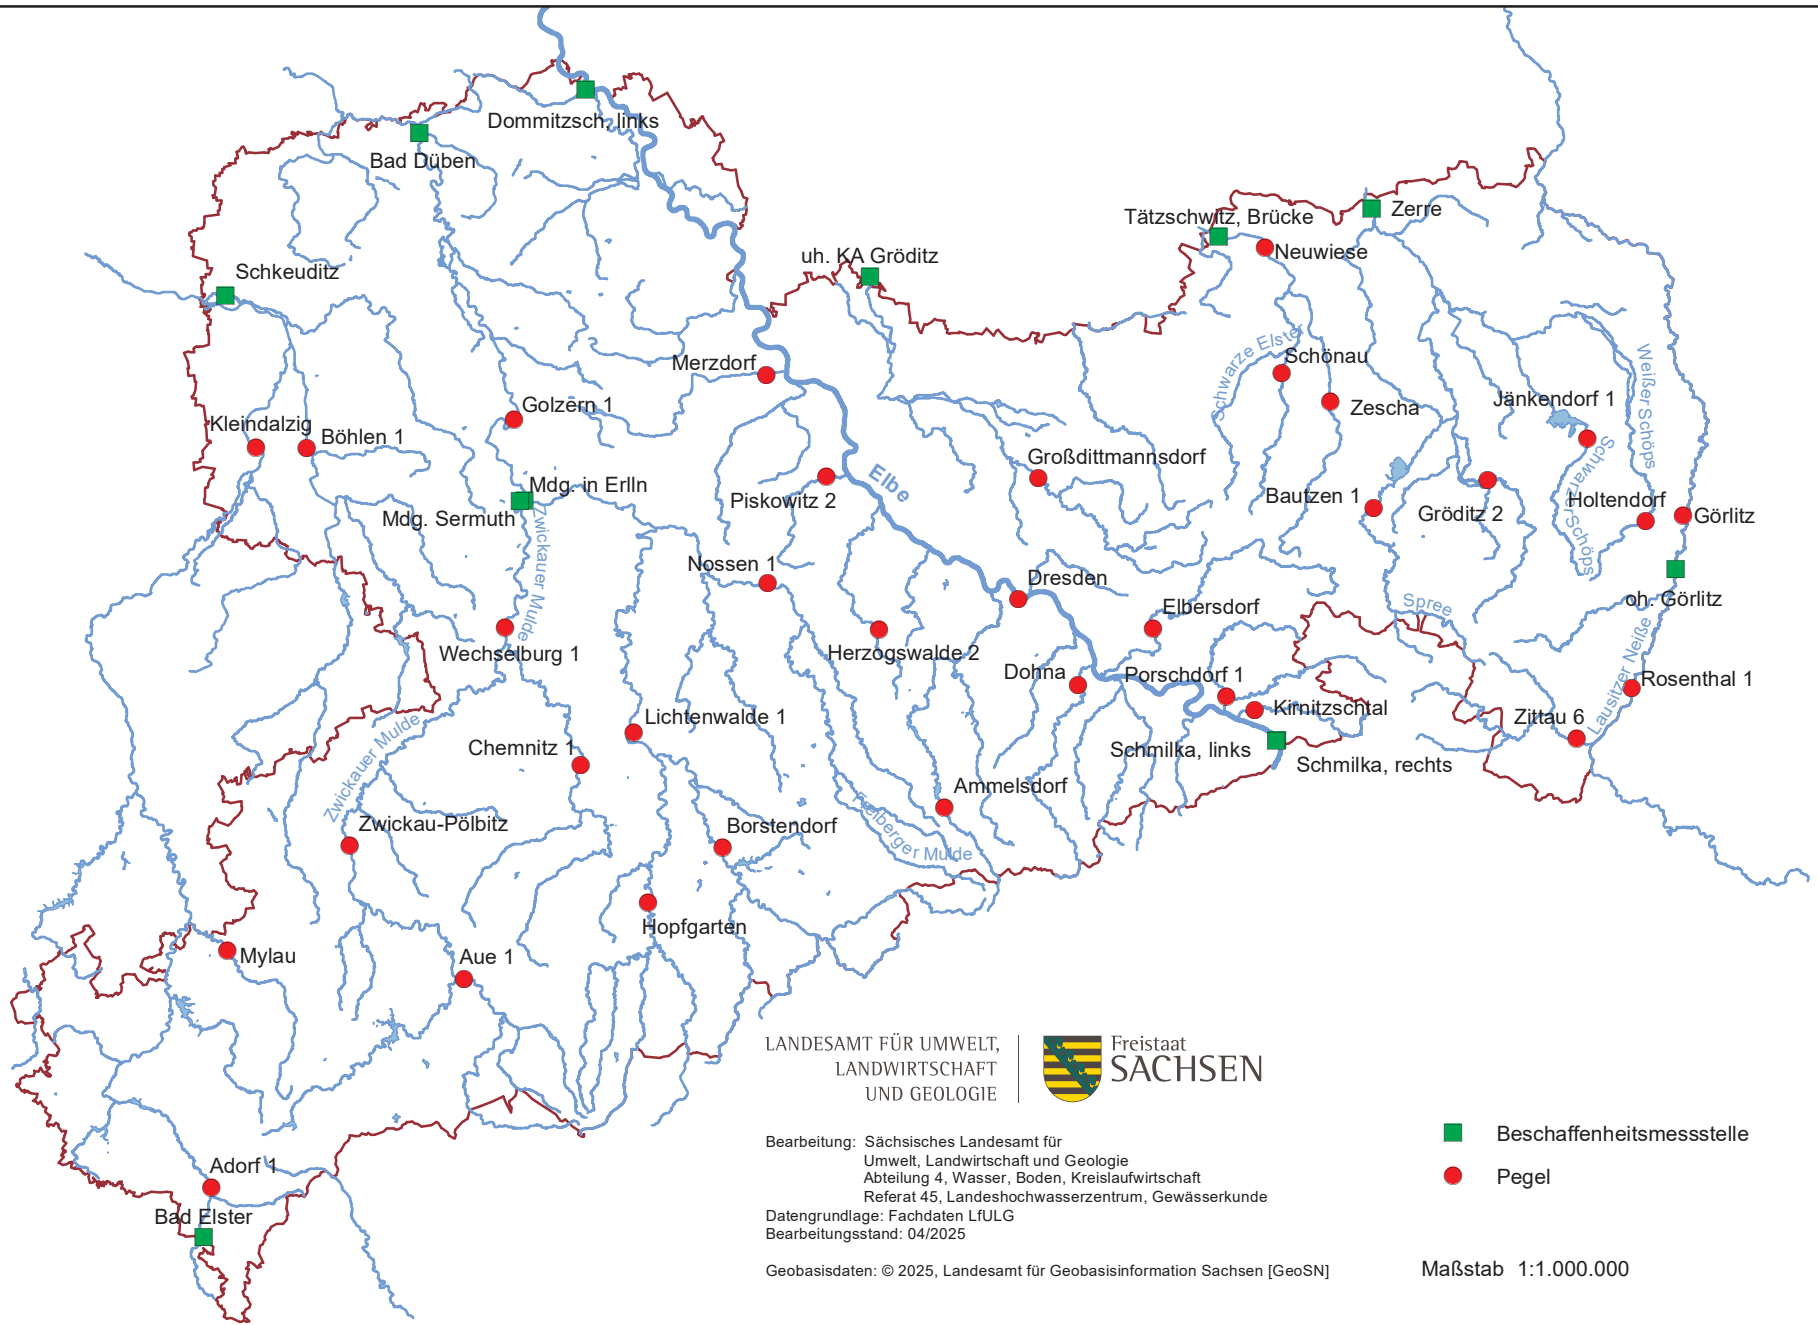 Dommitzsch, links
Bad Düben
Tätzschwitz, Brücke
Zerre
Neuwiese
uh. KA Gröditz
Schkeuditz
Schwarze Elster
Schönau
Merzdorf
Weißer Schöps
Jänkendorf 1
Golzern 1
Zescha
Kleindalzig
Böhlen 1
Großdittmannsdorf
Schwarzer Schöps
Mdg. in Erlln
Elbe
Piskowitz 2
Bautzen 1
Gröditz 2
Holtendorf
Görlitz
Mdg. Sermuth
Zwickauer Mulde
Nossen 1
Dresden
Elbersdorf
Spree
oh. Görlitz
Wechselburg 1
Herzogswalde 2
Dohna
Porschdorf 1
Lausitzer Neiße
Rosenthal 1
Kirnitzschtal
Lichtenwalde 1
Zittau 6
Zwickauer Mulde
Chemnitz 1
Schmilka, links
Schmilka, rechts
Ammelsdorf
Zwickau-Pölbitz
Borstendorf
Freiberger Mulde
Hopfgarten
Mylau
Aue 1
Adorf 1
Bad Elster
LANDESAMT FÜR UMWELT,
LANDWIRTSCHAFT
UND GEOLOGIE
Freistaat
SACHSEN
Beschaffenheitsmessstelle
Pegel
Bearbeitung: Sächsisches Landesamt für
Umwelt, Landwirtschaft und Geologie
Abteilung 4, Wasser, Boden, Kreislaufwirtschaft
Referat 45, Landeshochwasserzentrum, Gewässerkunde
Datengrundlage: Fachdaten LfULG
Bearbeitungsstand: 04/2025
Geobasisdaten: © 2025, Landesamt für Geobasisinformation Sachsen [GeoSN]
Maßstab 1:1.000.000